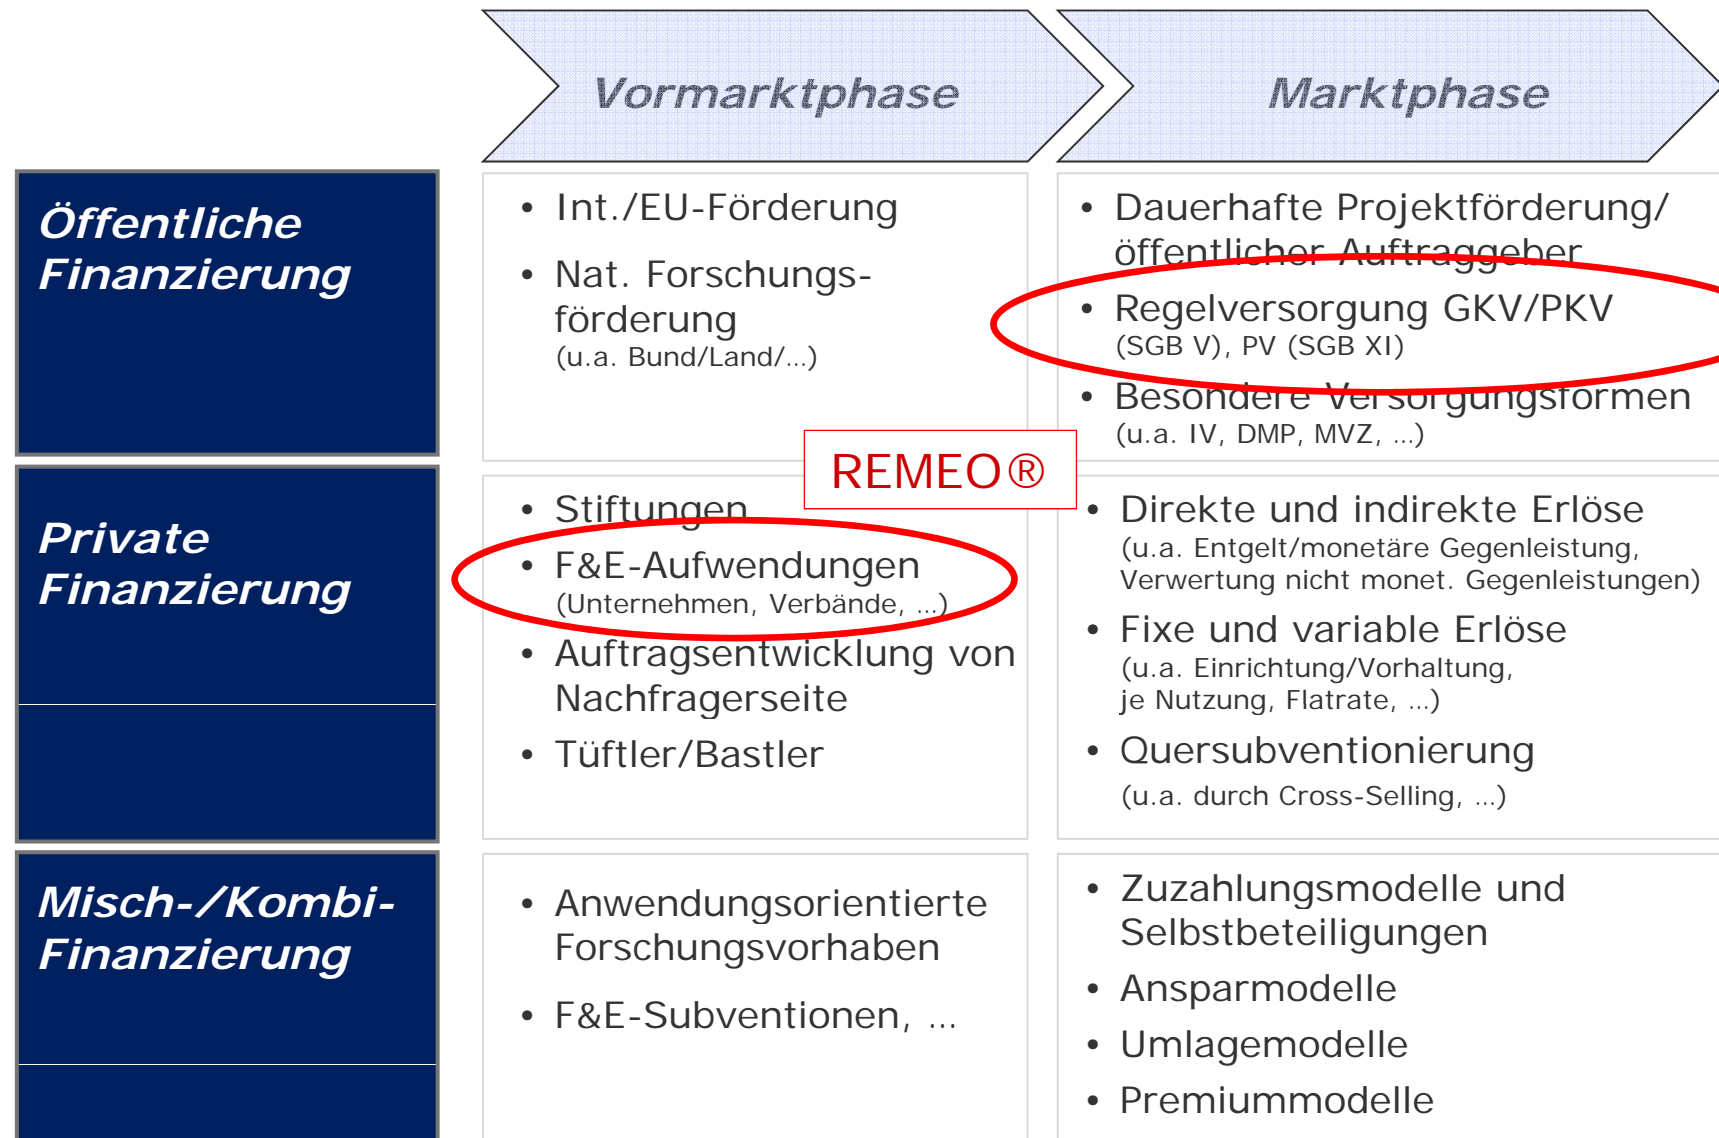 Vormarktphase
Marktphase
Öffentliche
Finanzierung
• Int./EU-Förderung
• Nat. Forschungs-
förderung
(u.a. Bund/Land/...)
• Dauerhafte Projektförderung/
öffentlicher Auftraggeber
• Regelversorgung GKV/PKV
(SGB V), PV (SGB XI)
• Besondere Versorgungsformen
(u.a. IV, DMP, MVZ, ...)
REMEO®
Private
Finanzierung
• Stiftungen
• F&E-Aufwendungen
(Unternehmen, Verbände, ...)
• Auftragsentwicklung von
Nachfragerseite
• Tüftler/Bastler
• Direkte und indirekte Erlöse
(u.a. Entgelt/monetäre Gegenleistung,
Verwertung nicht monet. Gegenleistungen)
• Fixe und variable Erlöse
(u.a. Einrichtung/Vorhaltung,
je Nutzung, Flatrate, ...)
• Quersubventionierung
(u.a. durch Cross-Selling, ...)
Misch-/Kombi-
Finanzierung
• Anwendungsorientierte
Forschungsvorhaben
• F&E-Subventionen, ...
• Zuzahlungsmodelle und
Selbstbeteiligungen
• Ansparmodelle
• Umlagemodelle
• Premiummodelle